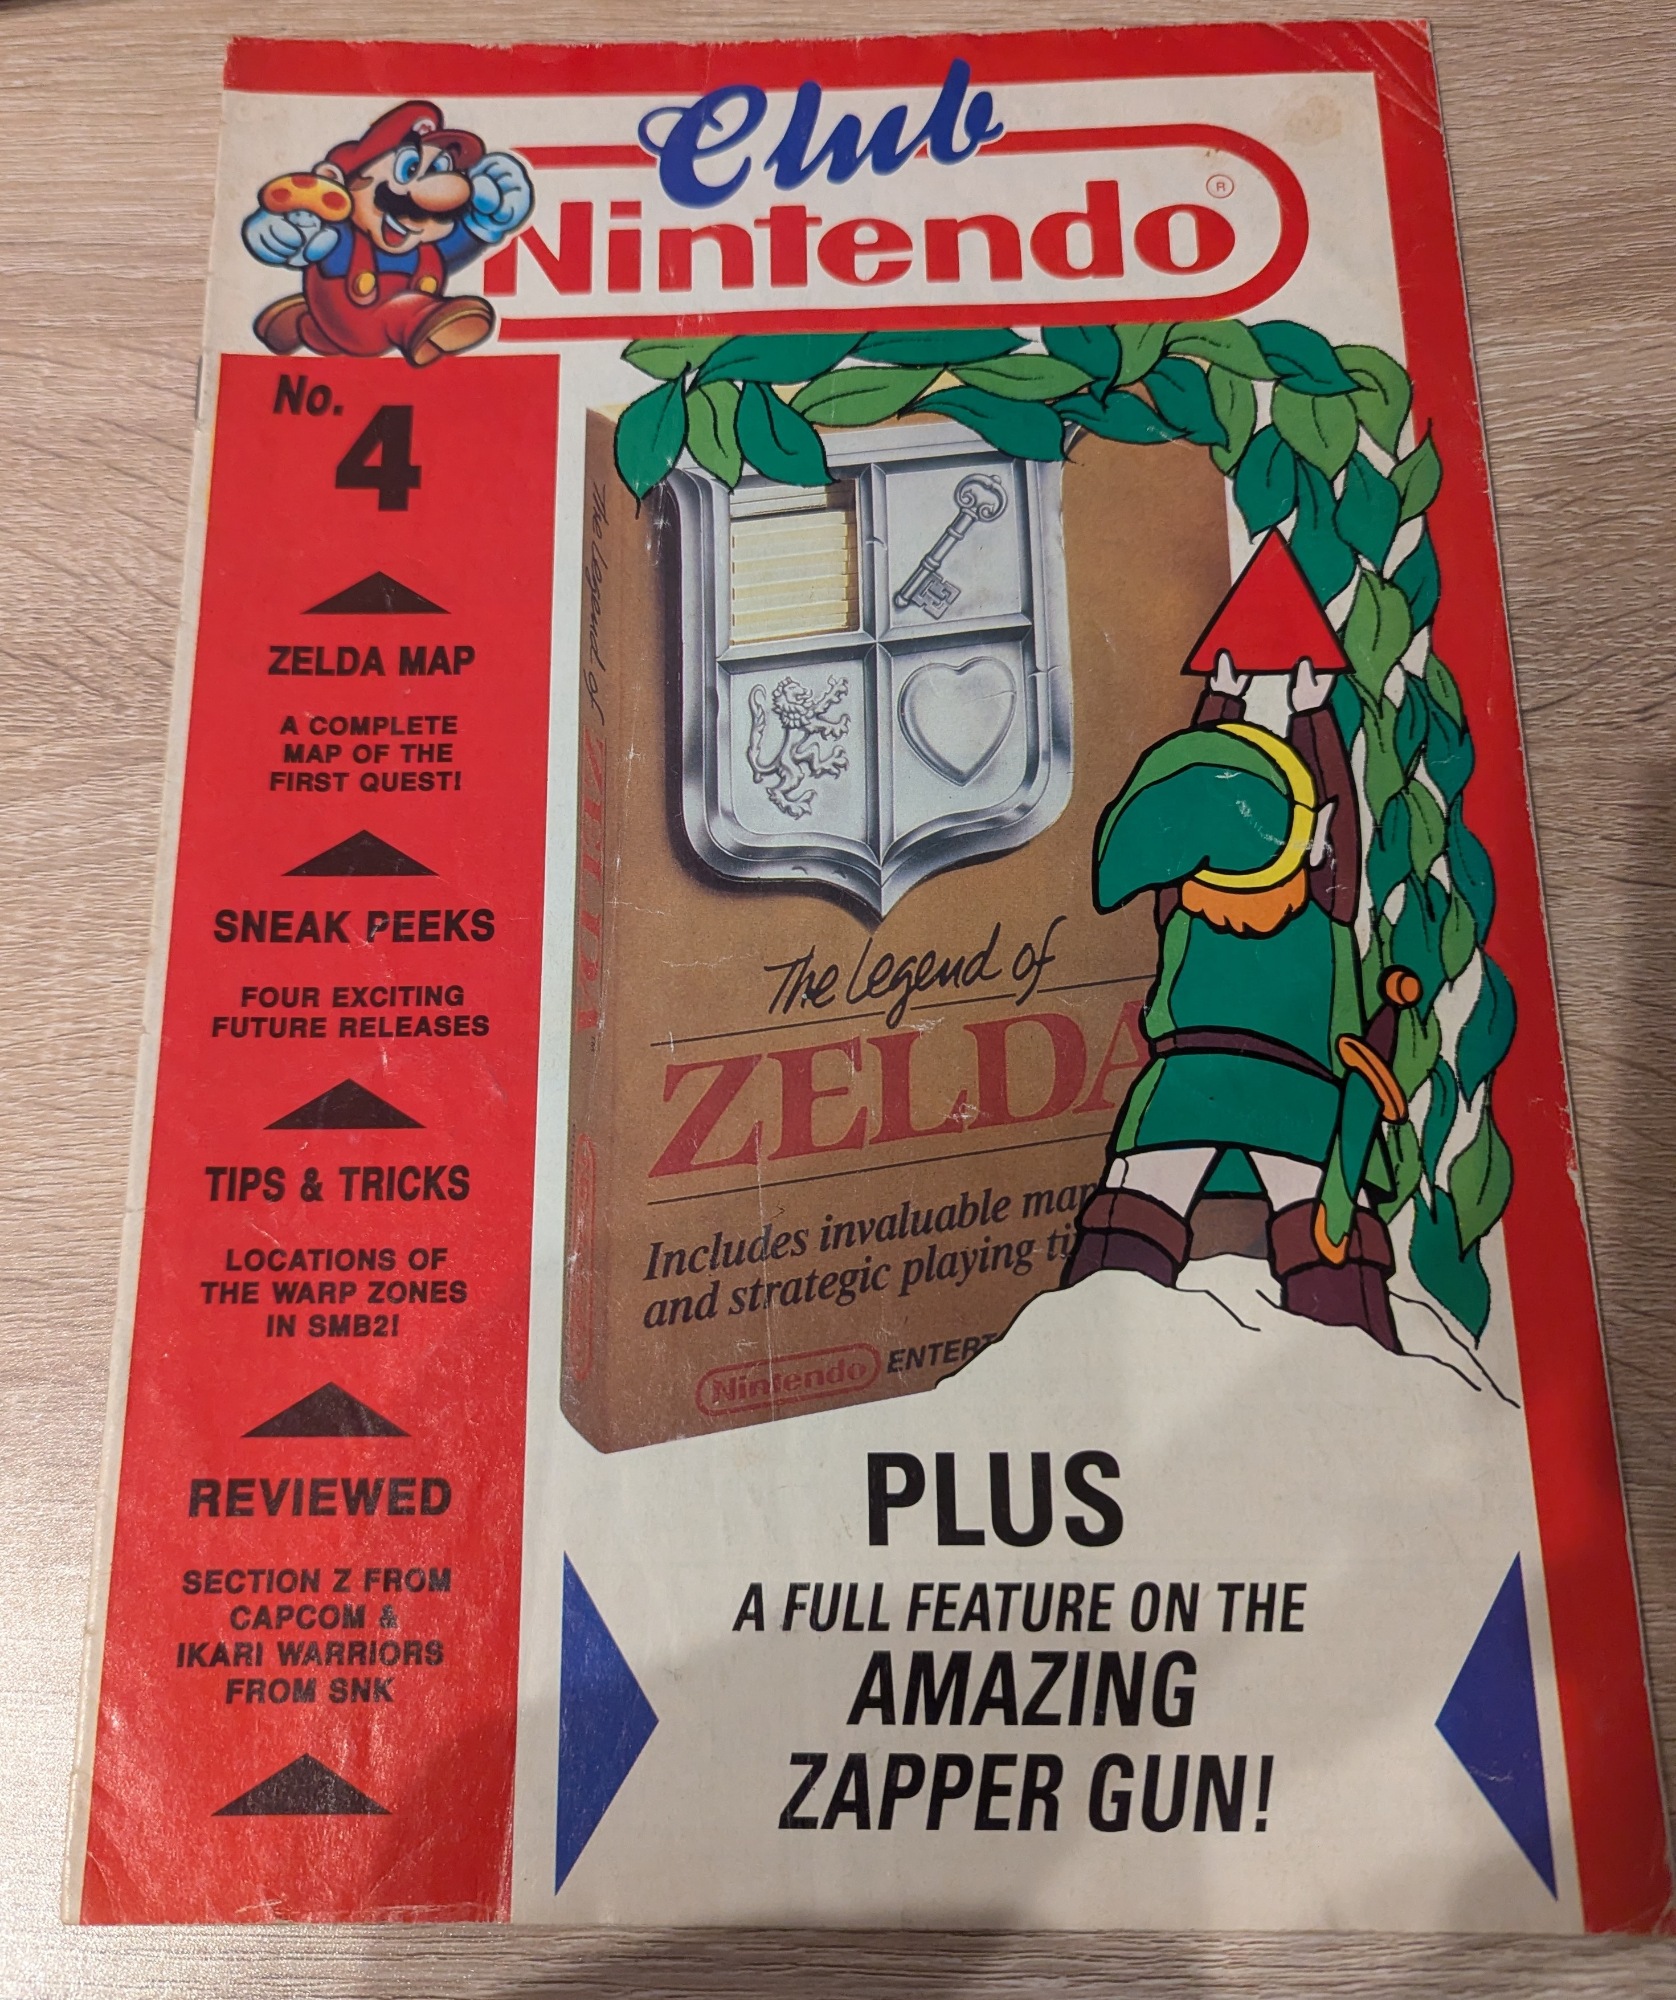 Club
Nintendo®
No.
4
ZELDA MAP
A COMPLETE
MAP OF THE
FIRST QUEST!
SNEAK PEEKS
FOUR EXCITING
FUTURE RELEASES
TIPS & TRICKS
LOCATIONS OF
THE WARP ZONES
IN SMB2!
REVIEWED
SECTION Z FROM
CAPCOM &
IKARI WARRIORS
FROM SNK
The Legend of ZELDA
The Legend of
ZELDA
Includes invaluable map
and strategic playing ti
Nintendo ENTERT
PLUS
A FULL FEATURE ON THE
AMAZING
ZAPPER GUN!